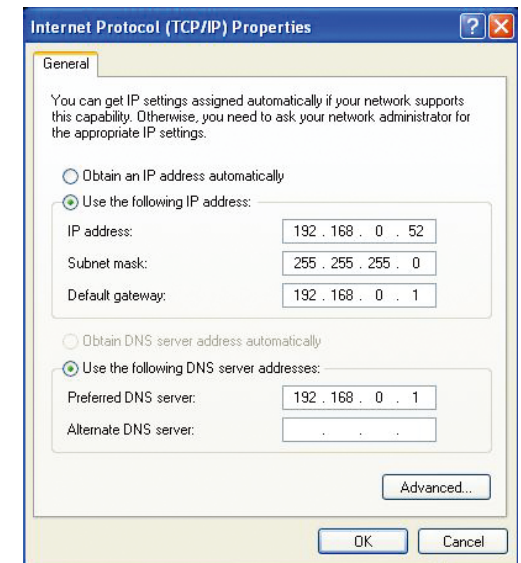 Internet Protocol (TCP/IP) Properties
General
You can get IP settings assigned automatically if your network supports
this capability. Otherwise, you need to ask your network administrator for
the appropriate IP settings.
Obtain an IP address automatically
Use the following IP address:
IP address: 192 . 168 . 0 . 52
Subnet mask: 255 . 255 . 255 . 0
Default gateway: 192 . 168 . 0 . 1
Obtain DNS server address automatically
Use the following DNS server addresses:
Preferred DNS server: 192 . 168 . 0 . 1
Alternate DNS server: . . .
Advanced...
OK Cancel